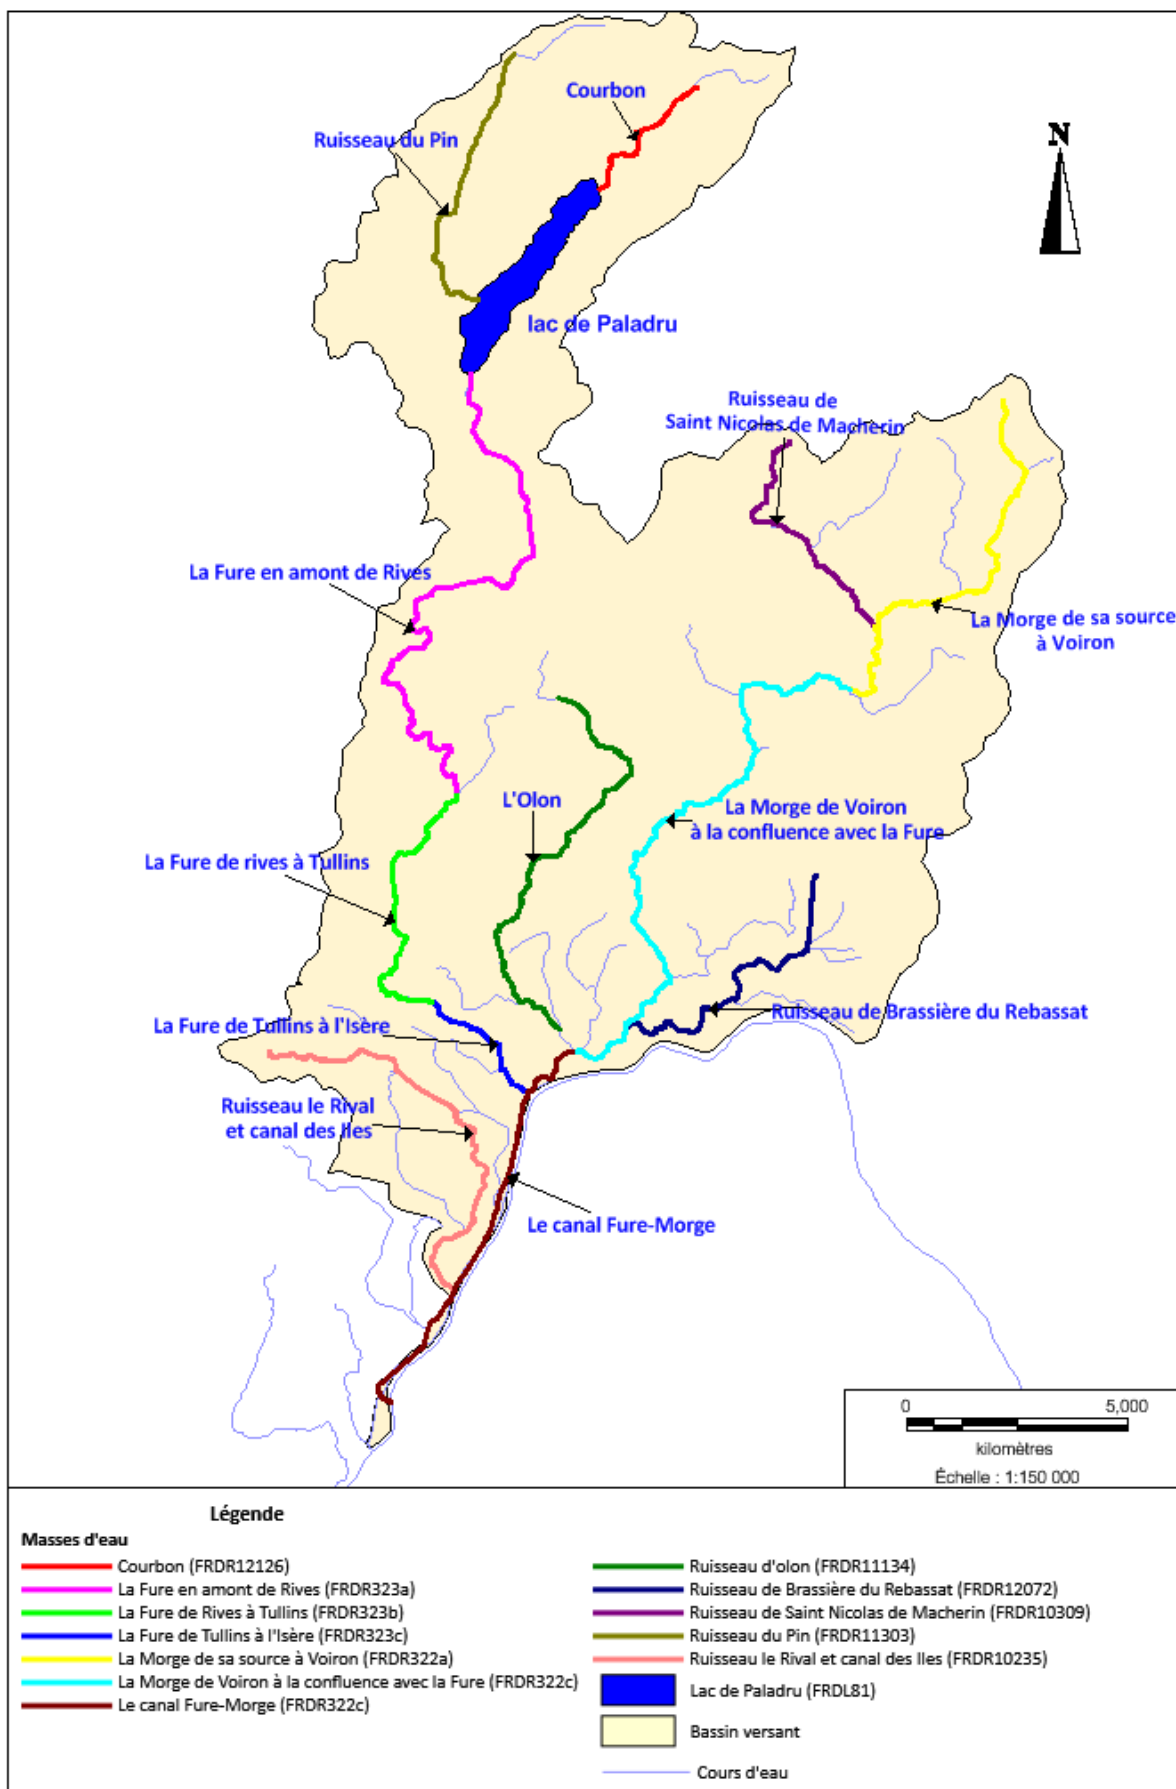 Courbon
N
Ruisseau du Pin
lac de Paladru
Ruisseau de
Saint Nicolas de Macherin
La Fure en amont de Rives
La Morge de sa source
à Voiron
L'Olon
La Morge de Voiron
à la confluence avec la Fure
La Fure de rives à Tullins
Ruisseau de Brassière du Rebassat
La Fure de Tullins à l'Isère
Ruisseau le Rival
et canal des Iles
Le canal Fure-Morge
0 5,000
kilomètres
Échelle : 1:150 000
Légende
Masses d'eau
Courbon (FRDR12126)
La Fure en amont de Rives (FRDR323a)
La Fure de Rives à Tullins (FRDR323b)
La Fure de Tullins à l'Isère (FRDR323c)
La Morge de sa source à Voiron (FRDR322a)
La Morge de Voiron à la confluence avec la Fure (FRDR322c)
Le canal Fure-Morge (FRDR322c)
Ruisseau d'olon (FRDR11134)
Ruisseau de Brassière du Rebassat (FRDR12072)
Ruisseau de Saint Nicolas de Macherin (FRDR10309)
Ruisseau du Pin (FRDR11303)
Ruisseau le Rival et canal des Iles (FRDR10235)
Lac de Paladru (FRDL81)
Bassin versant
Cours d'eau